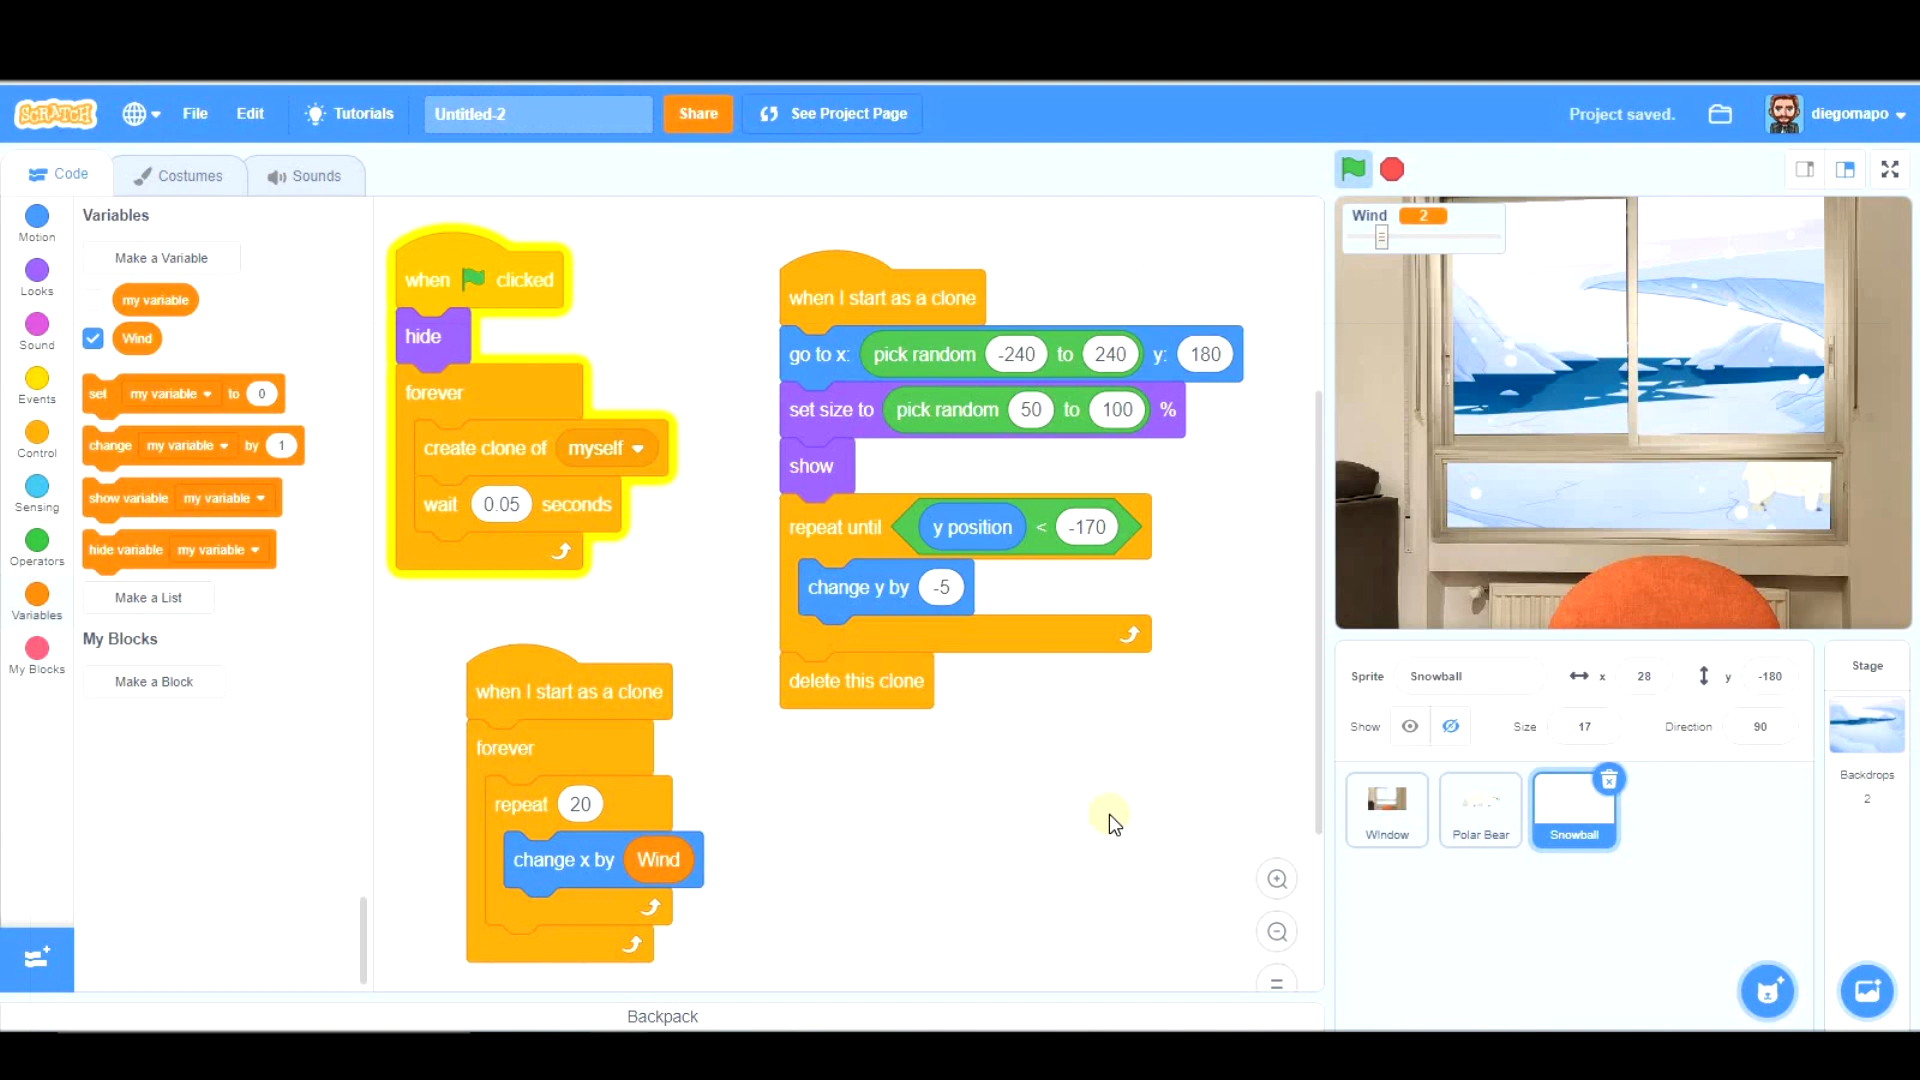 SCRATCH
File
Edit
Tutorials
Untitled-2
Share
See Project Page
Project saved.
diegomapo
Code
Costumes
Sounds
Motion
Looks
Sound
Events
Control
Sensing
Operators
Variables
My Blocks
Variables
Make a Variable
my variable
Wind
set my variable to 0
change my variable by 1
show variable my variable
hide variable my variable
Make a List
My Blocks
Make a Block
when clicked
hide
forever
create clone of myself
wait 0.05 seconds
when I start as a clone
forever
repeat 20
change x by Wind
when I start as a clone
go to x: pick random -240 to 240 y: 180
set size to pick random 50 to 100 %
show
repeat until y position < -170
change y by -5
delete this clone
Wind 2
Sprite Snowball x 28 y -180
Show Size 17 Direction 90
Window
Polar Bear
Snowball
Stage
Backdrops
2
Backpack